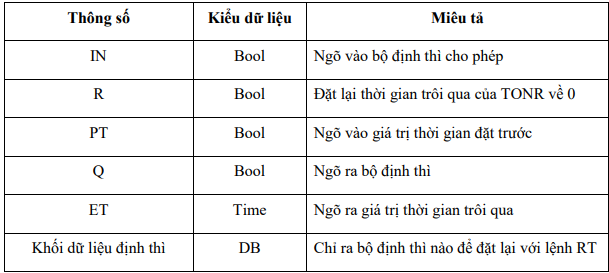 Thông số Kiểu dữ liệu Miêu tả
IN Bool Ngõ vào bộ định thì cho phép
R Bool Đặt lại thời gian trôi qua của TONR về 0
PT Bool Ngõ vào giá trị thời gian đặt trước
Q Bool Ngõ ra bộ định thì
ET Time Ngõ ra giá trị thời gian trôi qua
Khối dữ liệu định thì DB Chỉ ra bộ định thì nào để đặt lại với lệnh RT